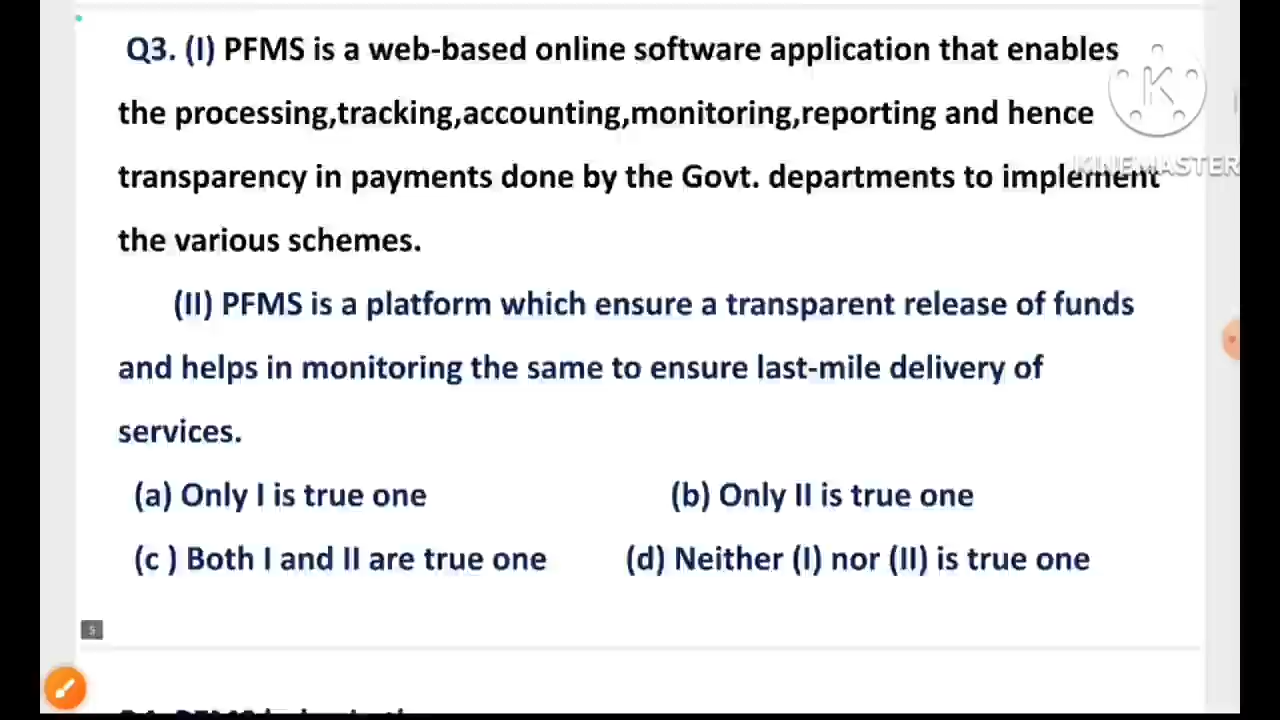 Q3. (I) PFMS is a web-based online software application that enables
the processing,tracking,accounting,monitoring,reporting and hence
transparency in payments done by the Govt. departments to implement
the various schemes.
(II) PFMS is a platform which ensure a transparent release of funds
and helps in monitoring the same to ensure last-mile delivery of
services.
(a) Only I is true one (b) Only II is true one
(c ) Both I and II are true one (d) Neither (I) nor (II) is true one
K
KINEMASTER
5